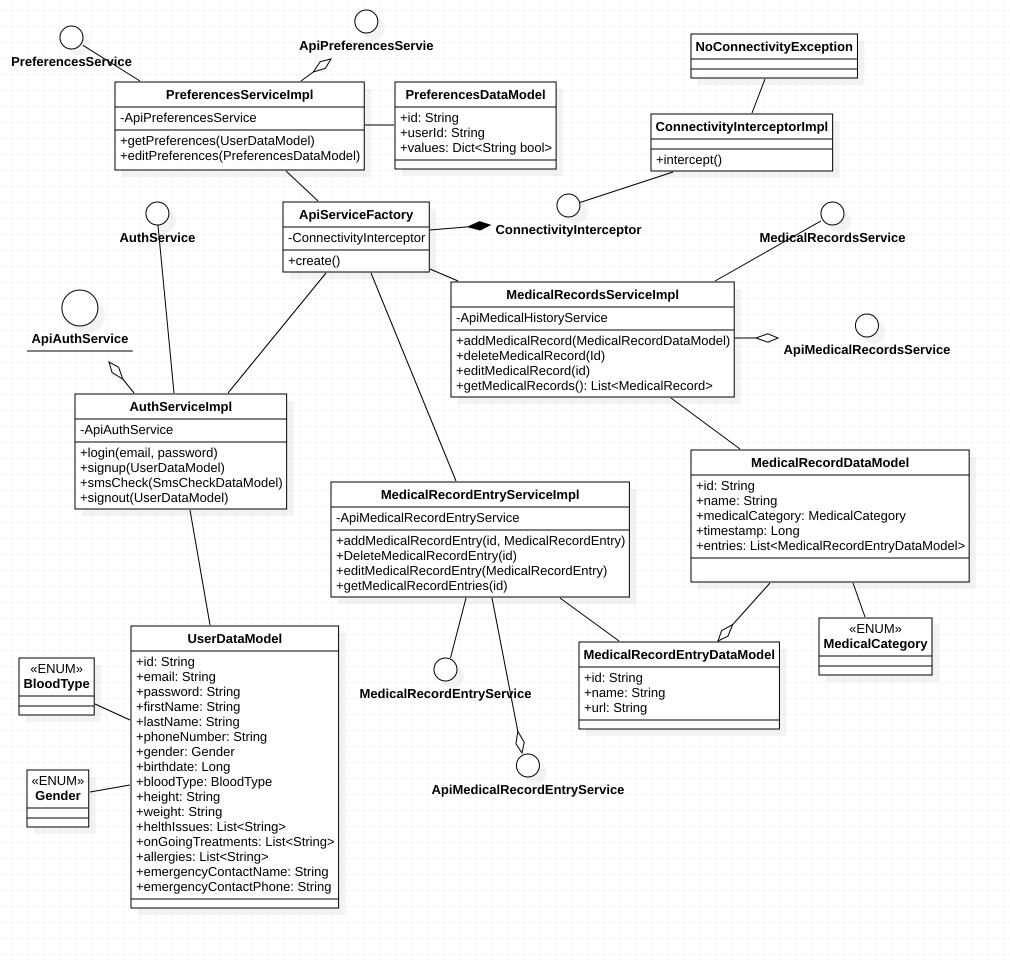 PreferencesService
ApiPreferencesServie
NoConnectivityException
PreferencesServiceImpl
-ApiPreferencesService
+getPreferences(UserDataModel)
+editPreferences(PreferencesDataModel)
PreferencesDataModel
+id: String
+userId: String
+values: Dict<String bool>
ConnectivityInterceptorImpl
+intercept()
AuthService
ApiServiceFactory
-ConnectivityInterceptor
+create()
ConnectivityInterceptor
MedicalRecordsService
ApiAuthService
MedicalRecordsServiceImpl
-ApiMedicalHistoryService
+addMedicalRecord(MedicalRecordDataModel)
+deleteMedicalRecord(Id)
+editMedicalRecord(id)
+getMedicalRecords(): List<MedicalRecord>
ApiMedicalRecordsService
AuthServiceImpl
-ApiAuthService
+login(email, password)
+signup(UserDataModel)
+smsCheck(SmsCheckDataModel)
+signout(UserDataModel)
MedicalRecordEntryServiceImpl
-ApiMedicalRecordEntryService
+addMedicalRecordEntry(id, MedicalRecordEntry)
+DeleteMedicalRecordEntry(id)
+editMedicalRecordEntry(MedicalRecordEntry)
+getMedicalRecordEntries(id)
MedicalRecordDataModel
+id: String
+name: String
+medicalCategory: MedicalCategory
+timestamp: Long
+entries: List<MedicalRecordEntryDataModel>
«ENUM»
BloodType
«ENUM»
Gender
UserDataModel
+id: String
+email: String
+password: String
+firstName: String
+lastName: String
+phoneNumber: String
+gender: Gender
+birthdate: Long
+bloodType: BloodType
+height: String
+weight: String
+helthIssues: List<String>
+onGoingTreatments: List<String>
+allergies: List<String>
+emergencyContactName: String
+emergencyContactPhone: String
MedicalRecordEntryService
MedicalRecordEntryDataModel
+id: String
+name: String
+url: String
«ENUM»
MedicalCategory
ApiMedicalRecordEntryService